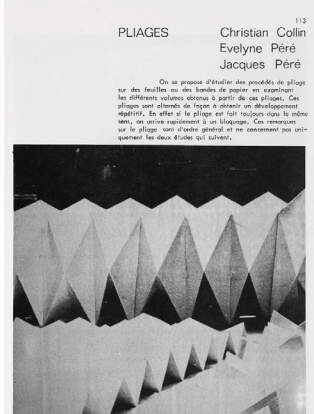 113
PLIAGES
Christian Collin
Evelyne Péré
Jacques Péré
On se propose d'étudier des procédés de pliage
sur des feuilles ou des bandes de papier en examinant
les différents volumes obtenus à partir de ces pliages. Ces
pliages sont alternés de façon à obtenir un développement
répétitif. En effet si le pliage est fait toujours dans le même
sens, on arrive rapidement à un bloquage. Ces remarques
sur le pliage sont d'ordre général et ne concernent pas uni-
quement les deux études qui suivent.